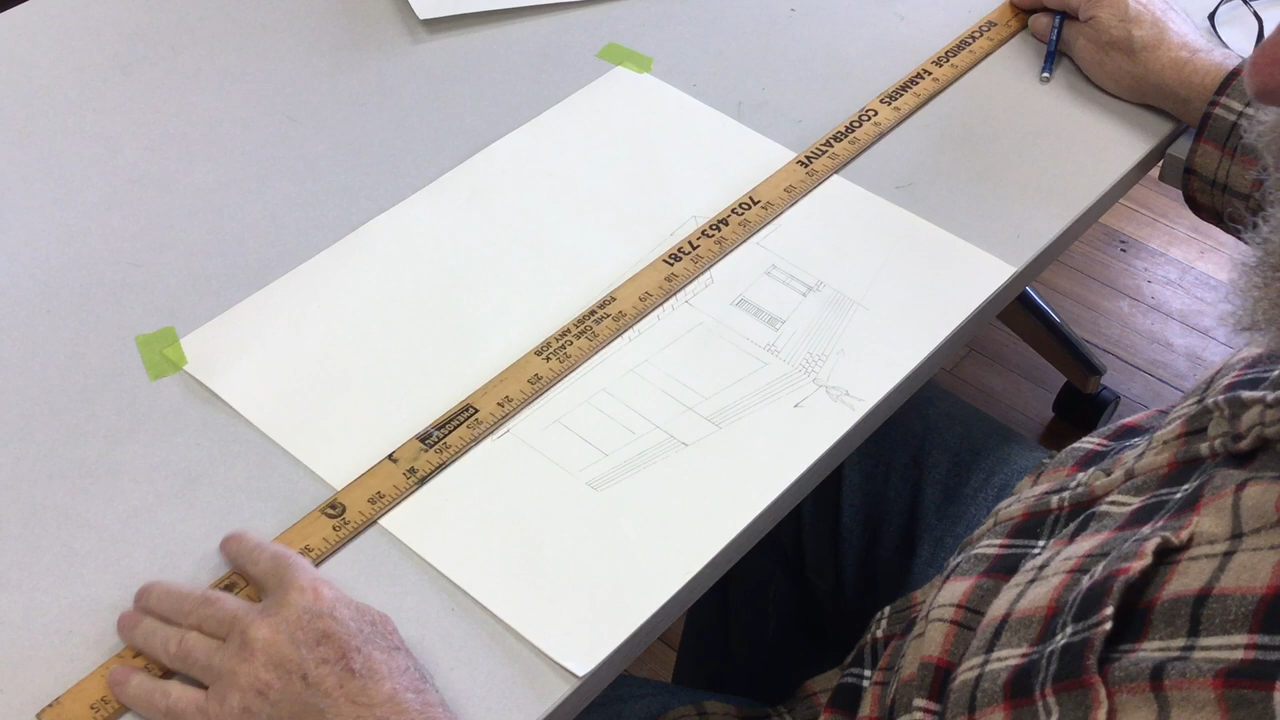 ROCKBRIDGE FARMERS COOPERATIVE
703-463-7381
THE ONE CAULK
FOR MOST ANY JOB
PHENOSEAL